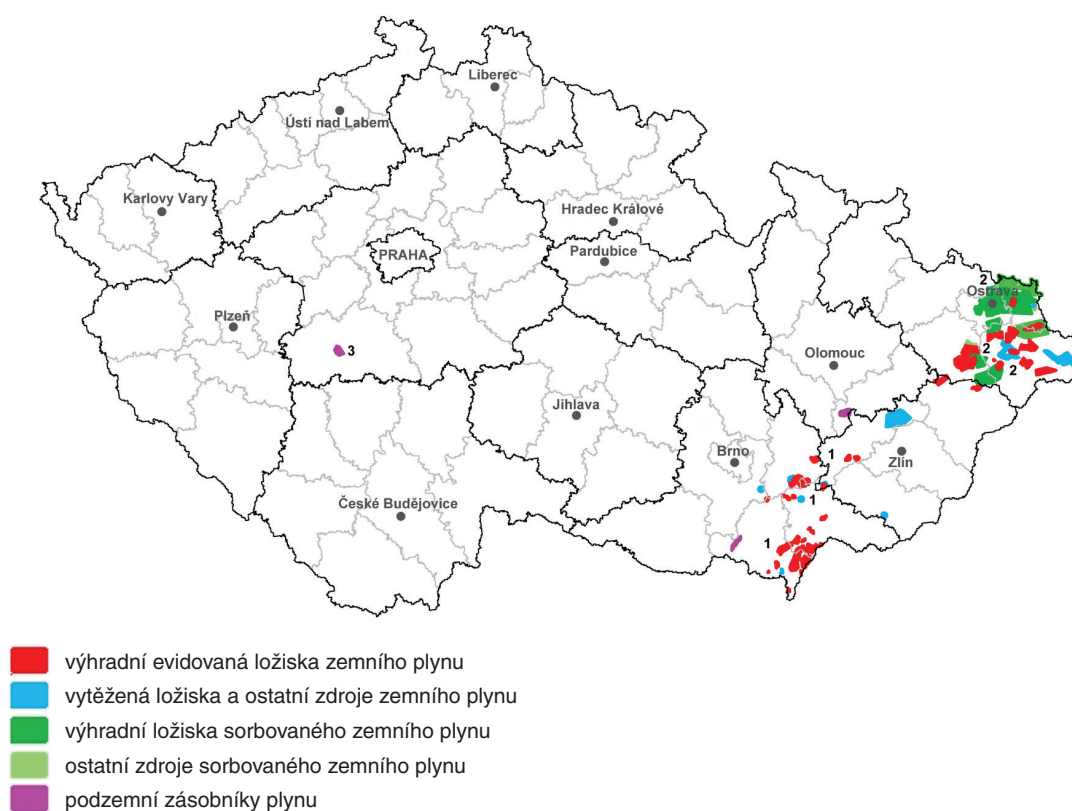 Liberec
Ústí nad Labem
Karlovy Vary
Hradec Králové
PRAHA
Pardubice
2
Ostrava
Plzeň
3
2
Olomouc
2
Jihlava
Brno
1
Zlín
České Budějovice
1
1
výhradní evidovaná ložiska zemního plynu
vytěžená ložiska a ostatní zdroje zemního plynu
výhradní ložiska sorbovaného zemního plynu
ostatní zdroje sorbovaného zemního plynu
podzemní zásobníky plynu